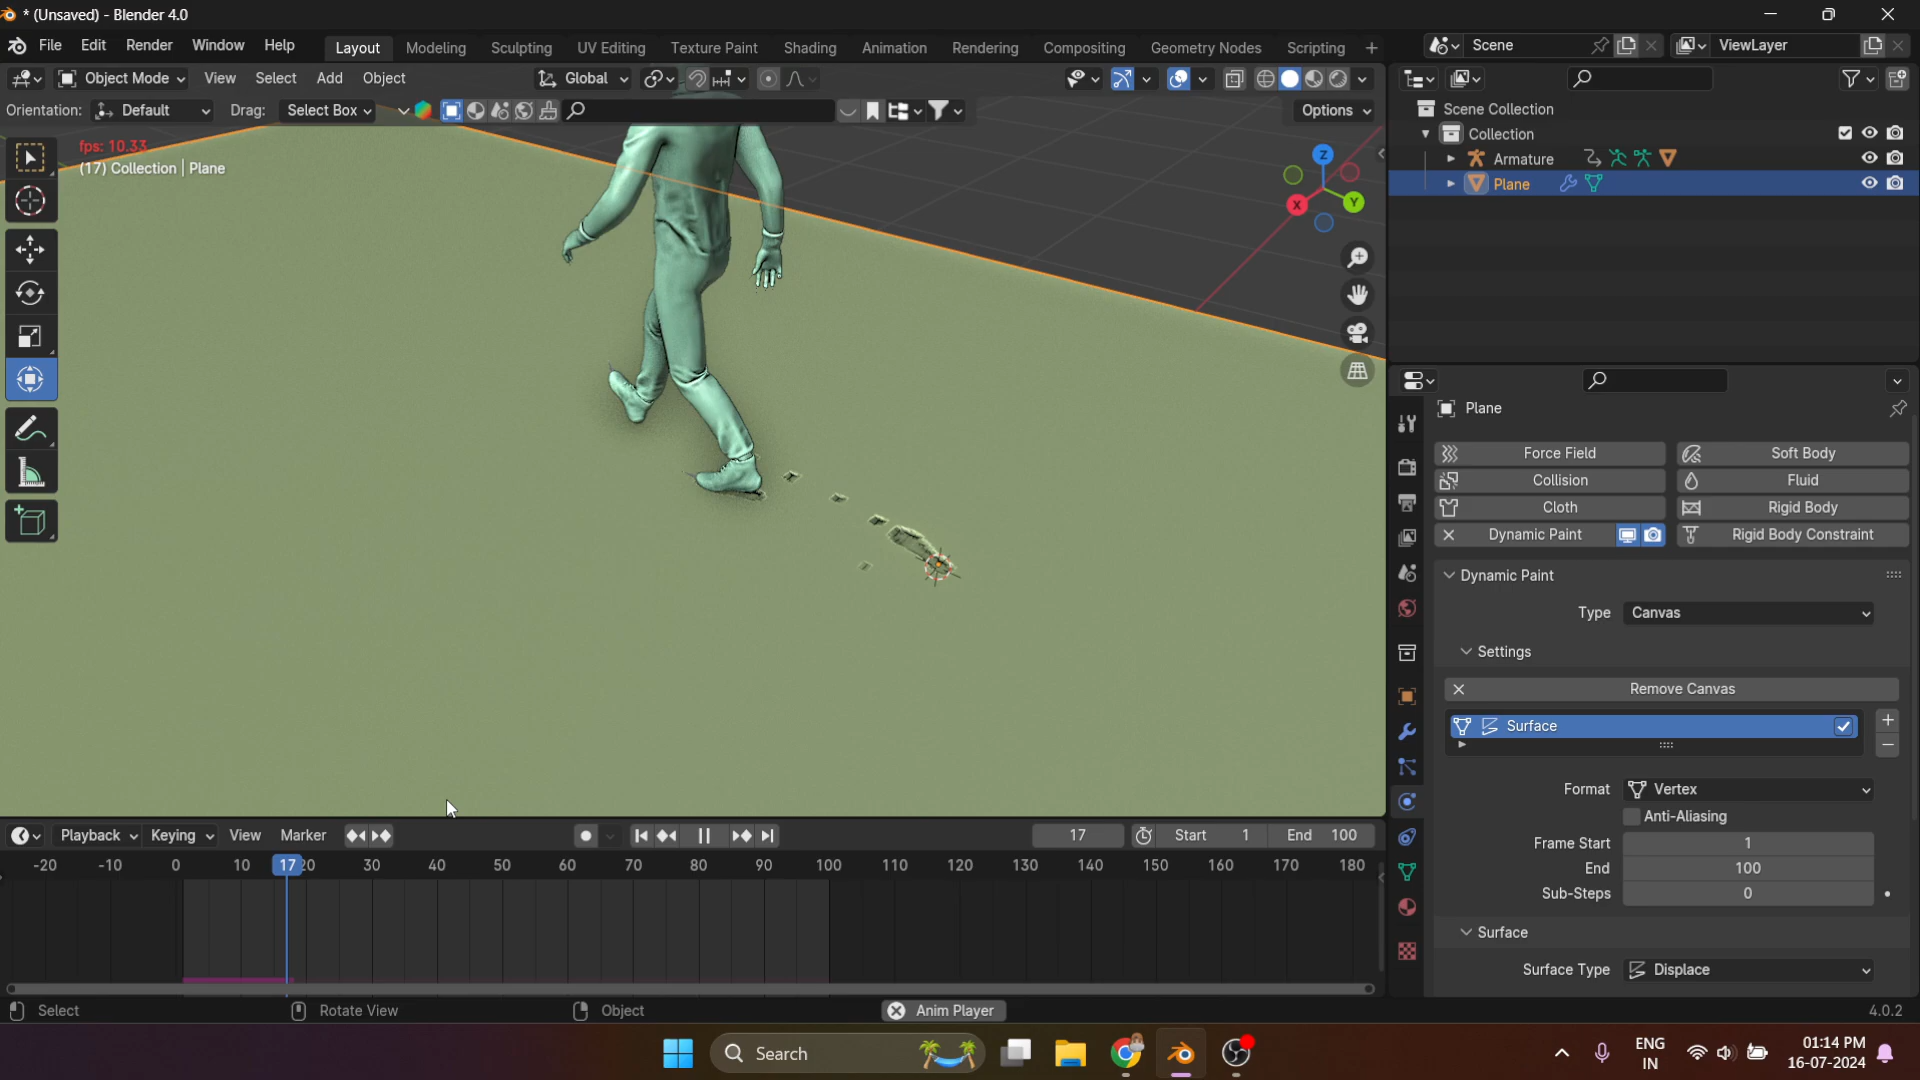 * (Unsaved) - Blender 4.0
File Edit Render Window Help
Layout Modeling Sculpting UV Editing Texture Paint Shading Animation Rendering Compositing Geometry Nodes Scripting +
Scene ViewLayer
Object Mode View Select Add Object Global
Orientation: Default Drag: Select Box Options
fps: 10.33
(17) Collection | Plane
Z
Y
X
Scene Collection
Collection
Armature
Plane
Plane
Force Field Soft Body
Collision Fluid
Cloth Rigid Body
Dynamic Paint Rigid Body Constraint
Dynamic Paint
Type Canvas
Settings
Remove Canvas
Surface
Format Vertex
Anti-Aliasing
Frame Start 1
End 100
Sub-Steps 0
Surface
Surface Type Displace
Playback Keying View Marker 17 Start 1 End 100
-20 -10 0 10 17 20 30 40 50 60 70 80 90 100 110 120 130 140 150 160 170 180
Select Rotate View Object Anim Player 4.0.2
Search
ENG
IN
01:14 PM
16-07-2024